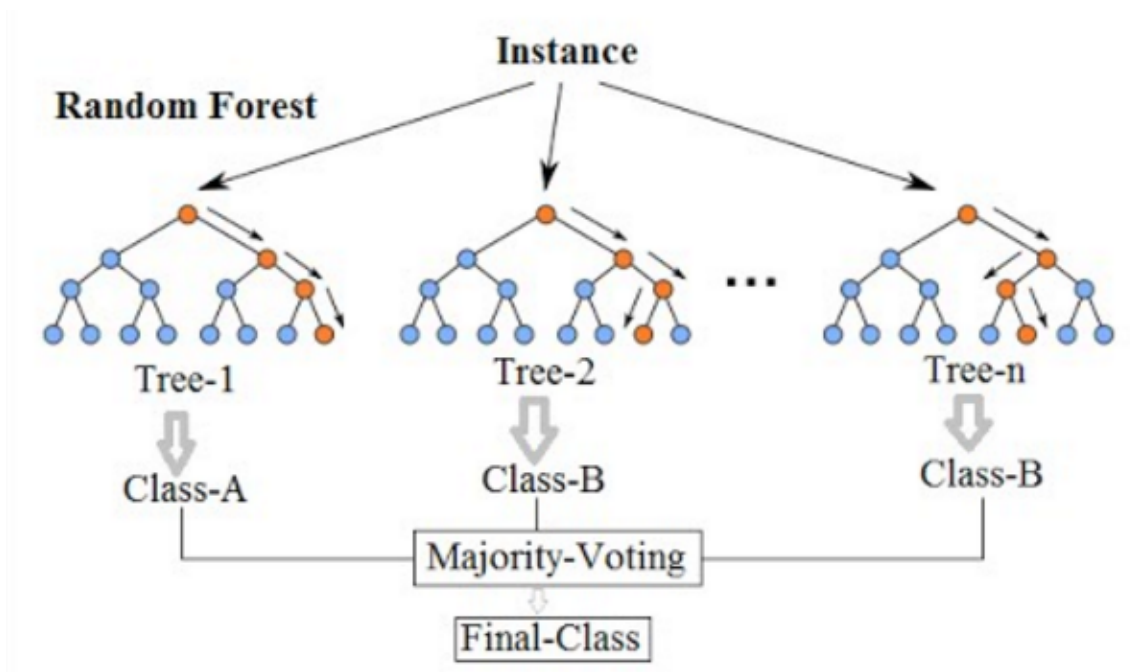 Instance
Random Forest
...
Tree-1
Tree-2
Tree-n
Class-A
Class-B
Class-B
Majority-Voting
Final-Class